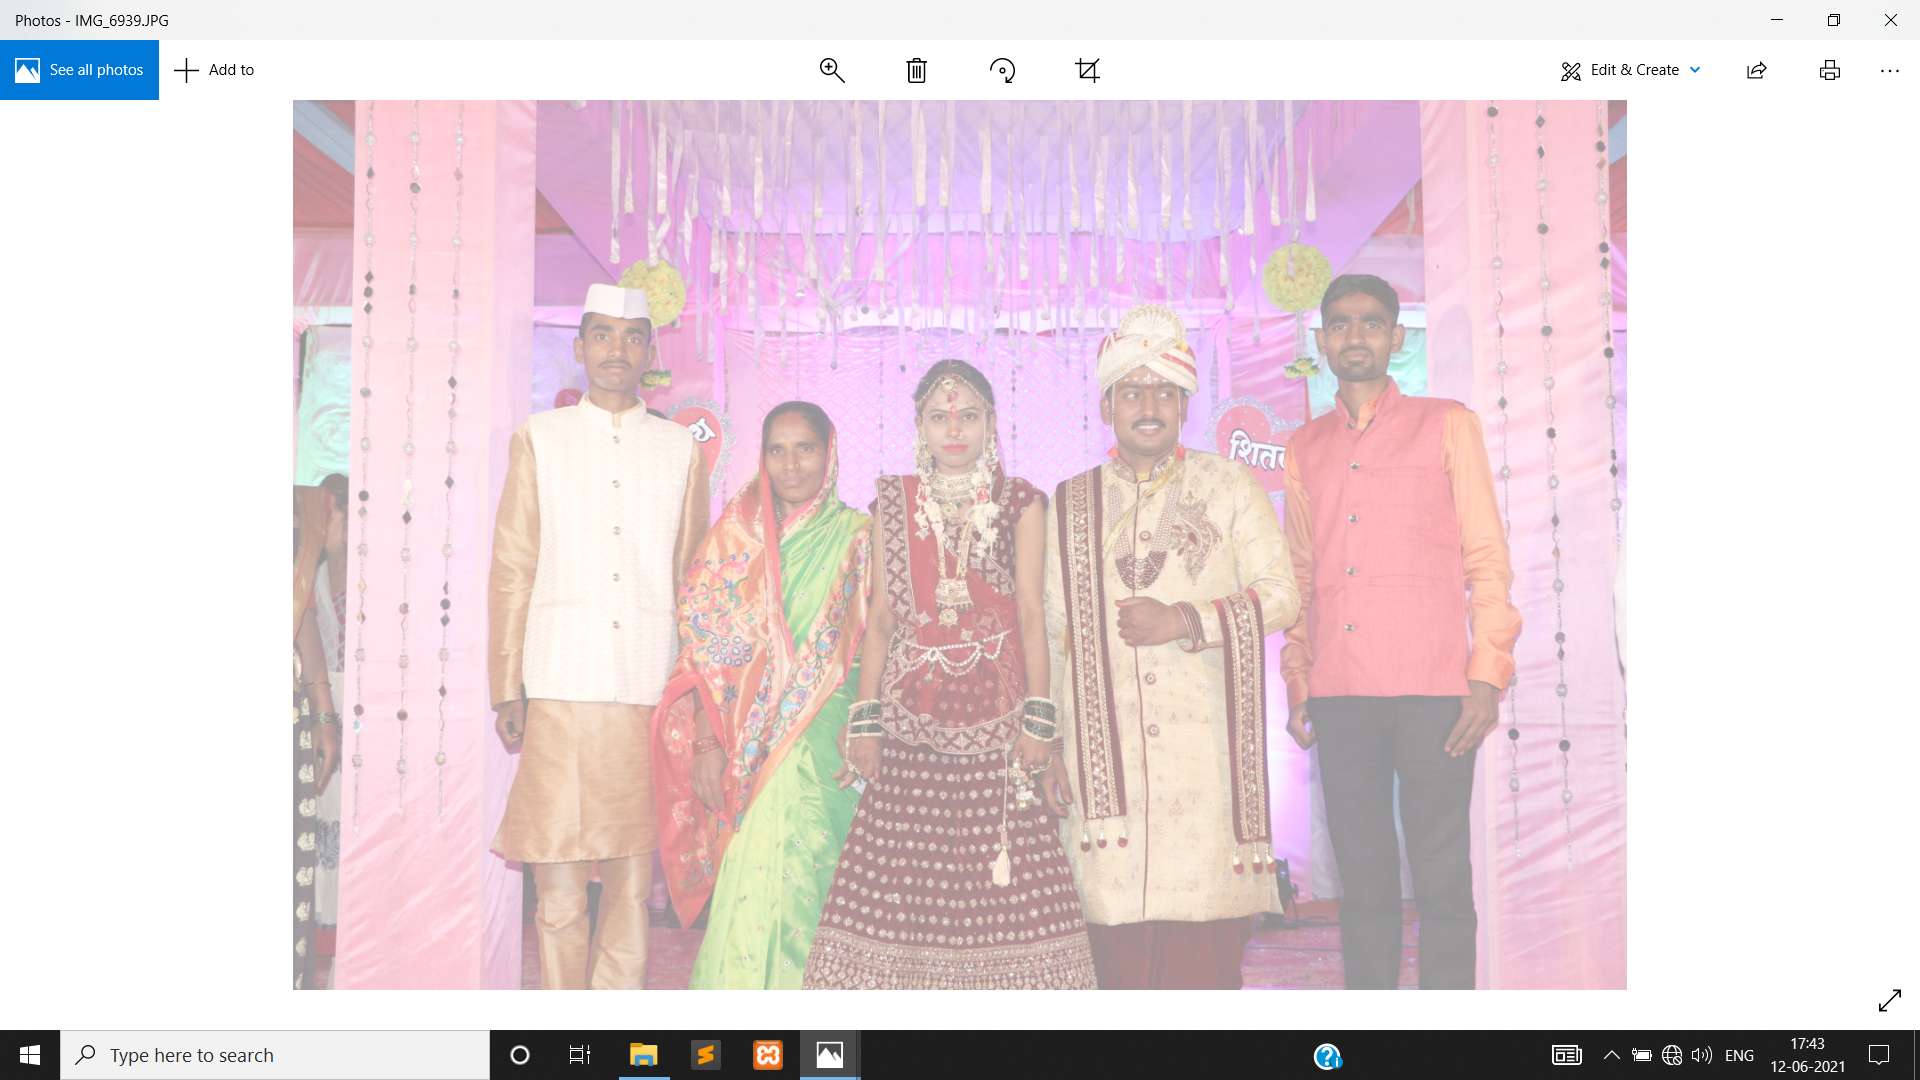 Photos - IMG_6939.JPG
See all photos
Add to
Edit & Create
Type here to search
ENG
17:43
12-06-2021